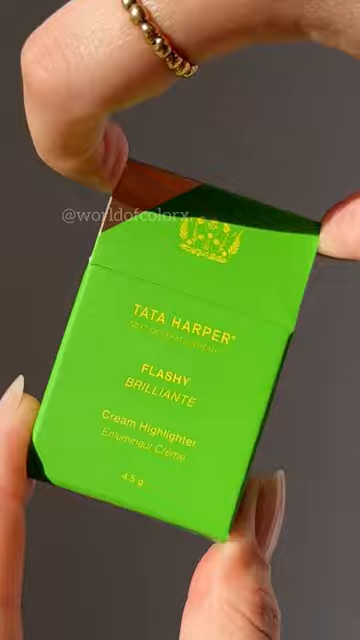 @worldofcolorx
TATA HARPER®
FLASHY
BRILLIANTE
Cream Highlighter
Enlumineur Crème
4.5 g